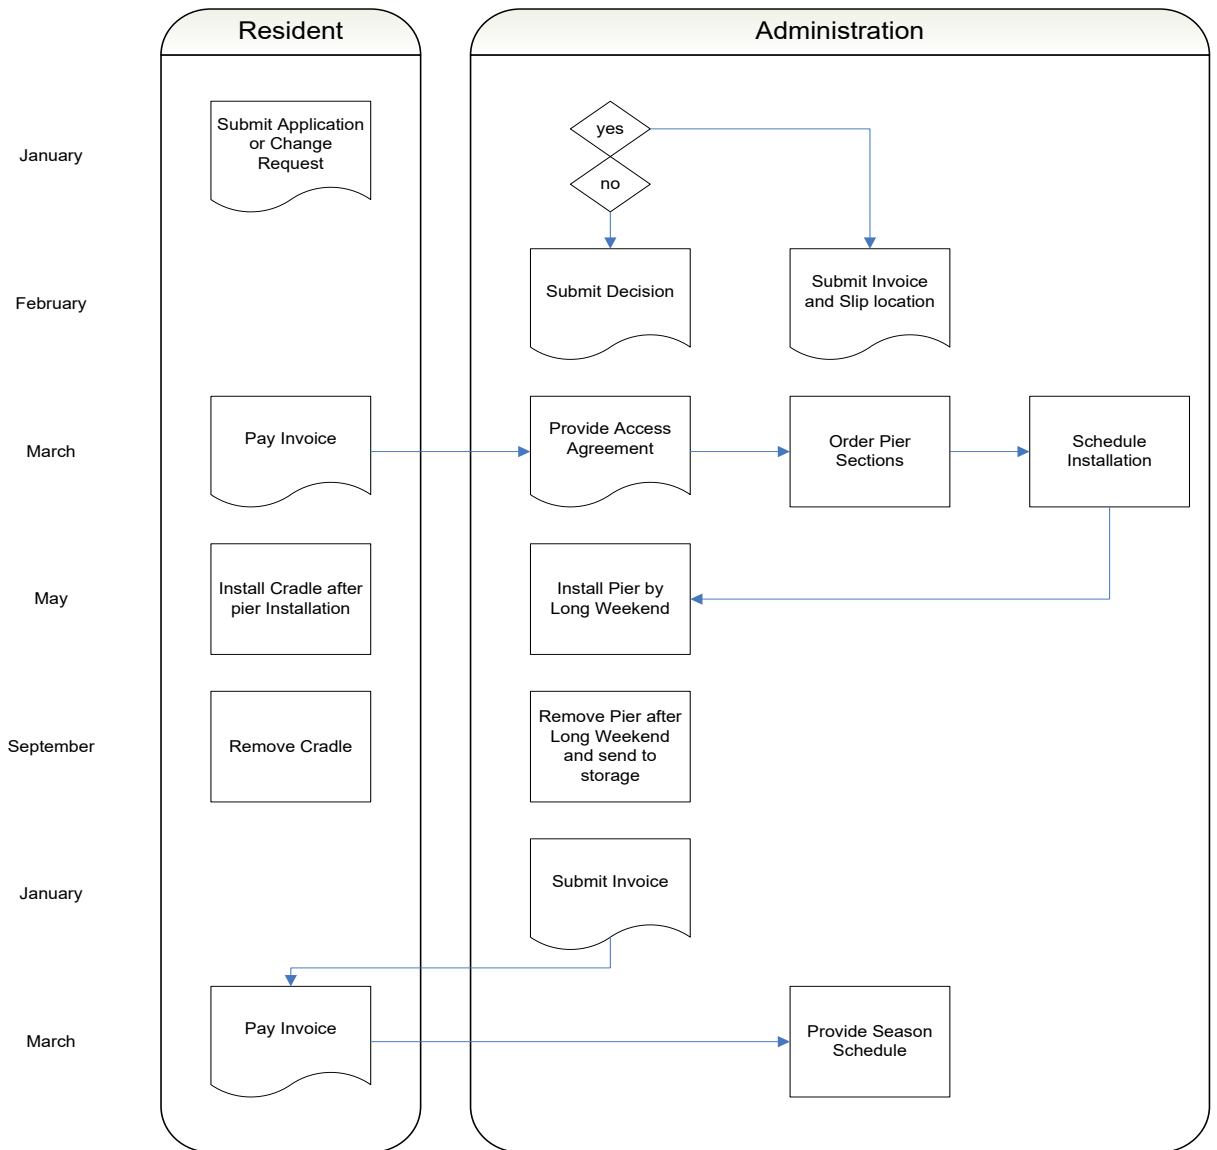 Resident
Administration
January
Submit Application
or Change
Request
yes
no
February
Submit Decision
Submit Invoice
and Slip location
March
Pay Invoice
Provide Access
Agreement
Order Pier
Sections
Schedule
Installation
May
Install Cradle after
pier Installation
Install Pier by
Long Weekend
September
Remove Cradle
Remove Pier after
Long Weekend
and send to
storage
January
Submit Invoice
March
Pay Invoice
Provide Season
Schedule